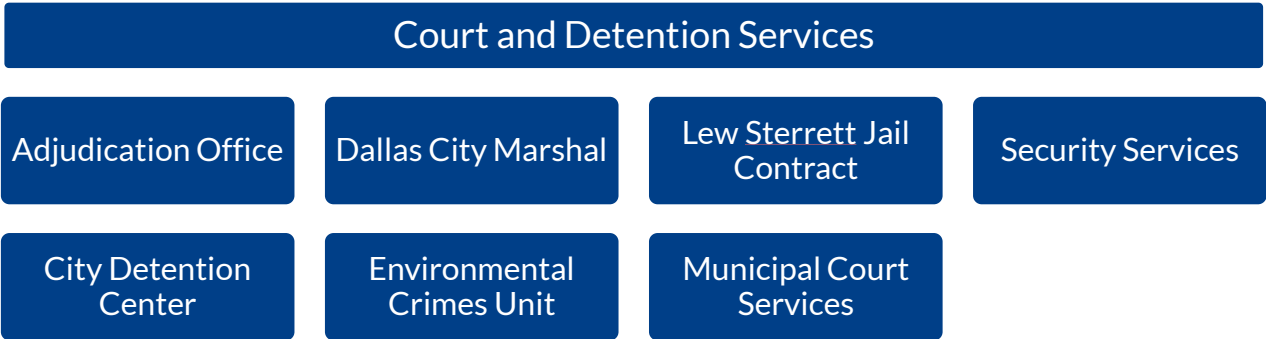 Court and Detention Services
Adjudication Office
Dallas City Marshal
Lew Sterrett Jail
Contract
Security Services
City Detention
Center
Environmental
Crimes Unit
Municipal Court
Services